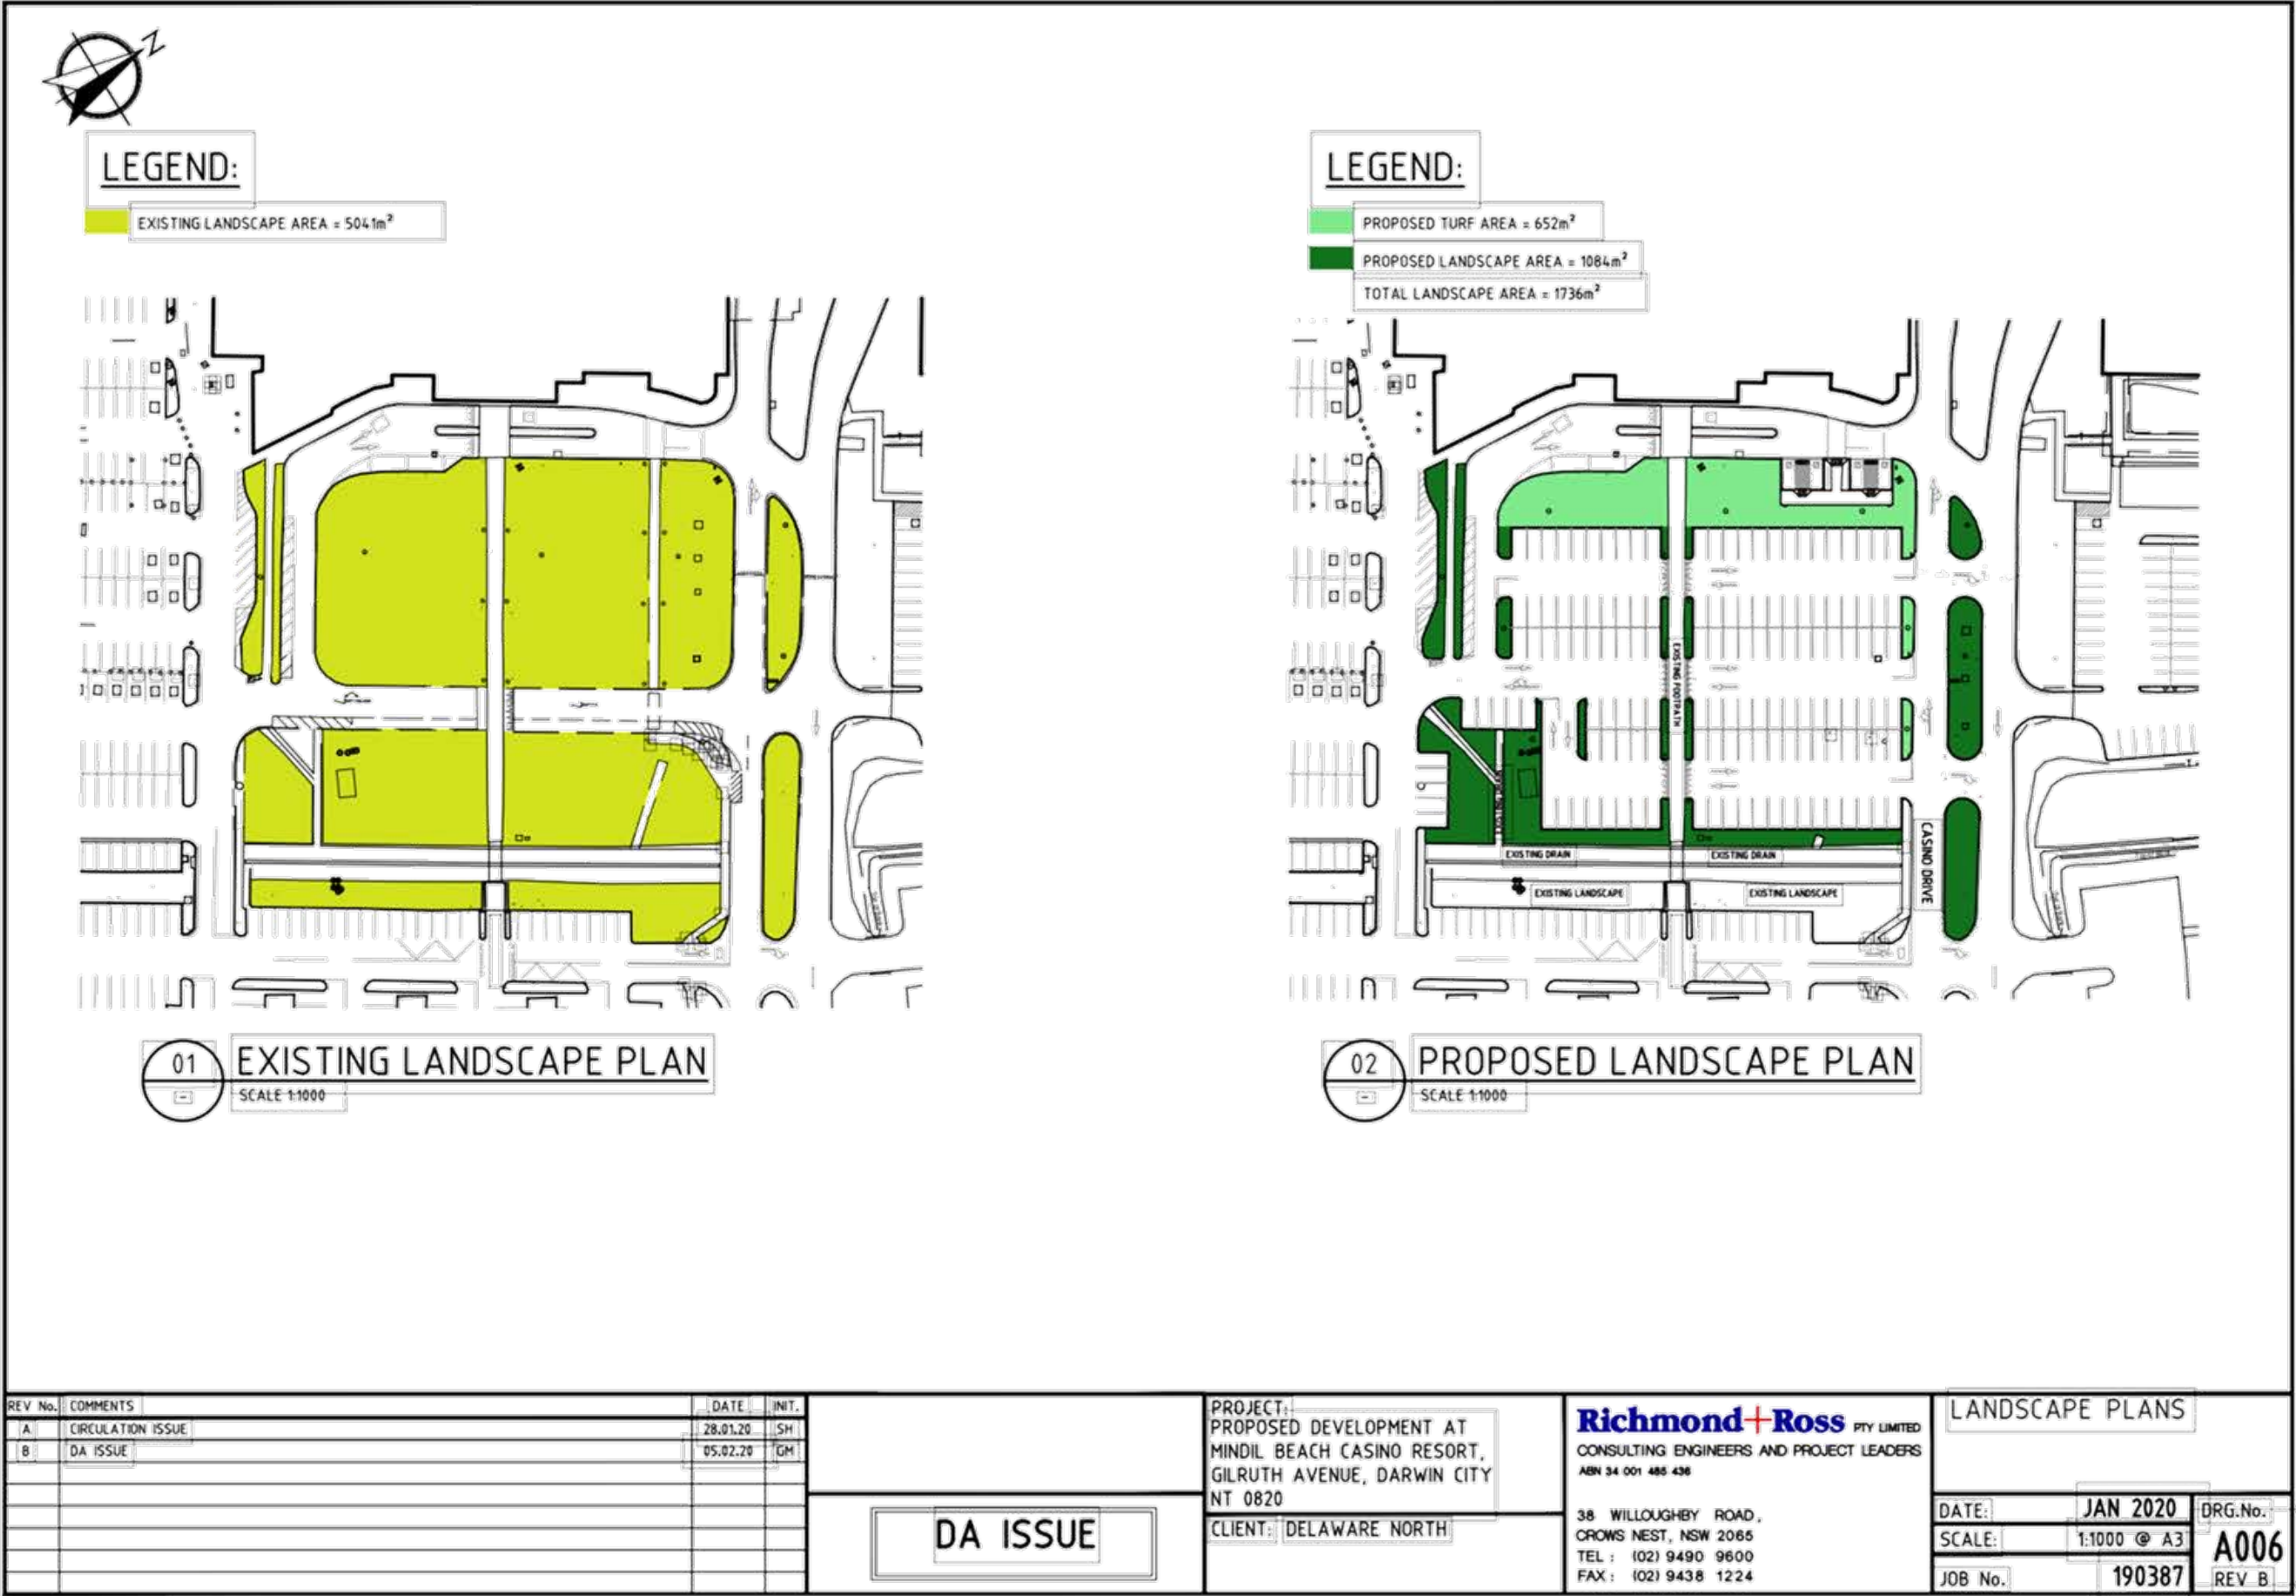 N
LEGEND:
EXISTING LANDSCAPE AREA = 5041m²
LEGEND:
PROPOSED TURF AREA = 652m²
PROPOSED LANDSCAPE AREA = 1084m²
TOTAL LANDSCAPE AREA = 1736m²
EXISTING FOOTPATH
EXISTING DRAIN
EXISTING DRAIN
EXISTING LANDSCAPE
EXISTING LANDSCAPE
CASINO DRIVE
01
EXISTING LANDSCAPE PLAN
SCALE 1:1000
02
PROPOSED LANDSCAPE PLAN
SCALE 1:1000
REV No. COMMENTS DATE INIT.
A CIRCULATION ISSUE 28.01.20 SH
B DA ISSUE 05.02.20 GM
DA ISSUE
PROJECT:
PROPOSED DEVELOPMENT AT
MINDIL BEACH CASINO RESORT,
GILRUTH AVENUE, DARWIN CITY
NT 0820
CLIENT: DELAWARE NORTH
Richmond+Ross PTY LIMITED
CONSULTING ENGINEERS AND PROJECT LEADERS
ABN 34 001 485 436
38 WILLOUGHBY ROAD,
CROWS NEST, NSW 2065
TEL : (02) 9490 9600
FAX : (02) 9438 1224
LANDSCAPE PLANS
DATE: JAN 2020
SCALE: 1:1000 @ A3
JOB No. 190387
DRG.No.
A006
REV B